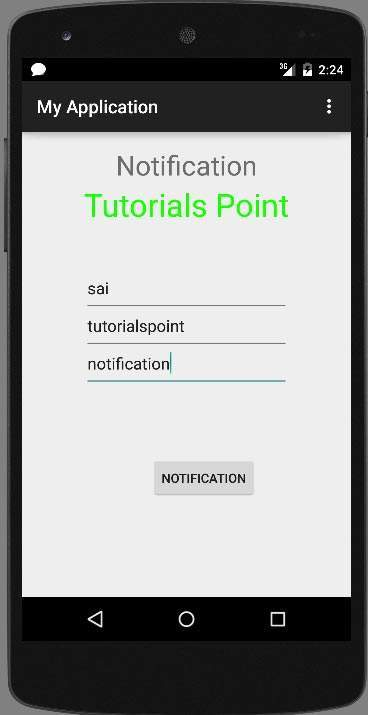 3G 2:24
My Application
Notification
Tutorials Point
sai
tutorialspoint
notification
NOTIFICATION